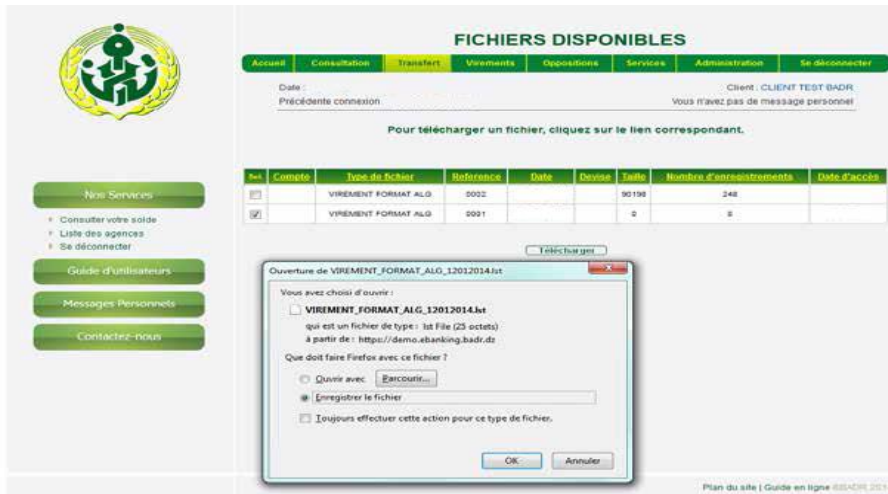 FICHIERS DISPONIBLES
Accueil Consultation Transfert Virements Oppositions Services Administration Se déconnecter
Date : Client : CLIENT TEST BADR
Précédente connexion Vous n'avez pas de message personnel
Pour télécharger un fichier, cliquez sur le lien correspondant.
Sel. Compte Type de fichier Reference Date Devise Taille Nombre d'enregistrements Date d'accès
VIREMENT FORMAT ALG 0002 90198 248
VIREMENT FORMAT ALG 0001 0 0
Télécharger
Nos Services
Consulter votre solde
Liste des agences
Se déconnecter
Guide d'utilisateurs
Messages Personnels
Contactez-nous
Ouverture de VIREMENT_FORMAT_ALG_12012014.lst
Vous avez choisi d'ouvrir :
VIREMENT_FORMAT_ALG_12012014.lst
qui est un fichier de type : lst File (25 octets)
à partir de : https://demo.ebanking.badr.dz
Que doit faire Firefox avec ce fichier ?
Ouvrir avec Parcourir...
Enregistrer le fichier
Toujours effectuer cette action pour ce type de fichier.
OK Annuler
Plan du site | Guide en ligne